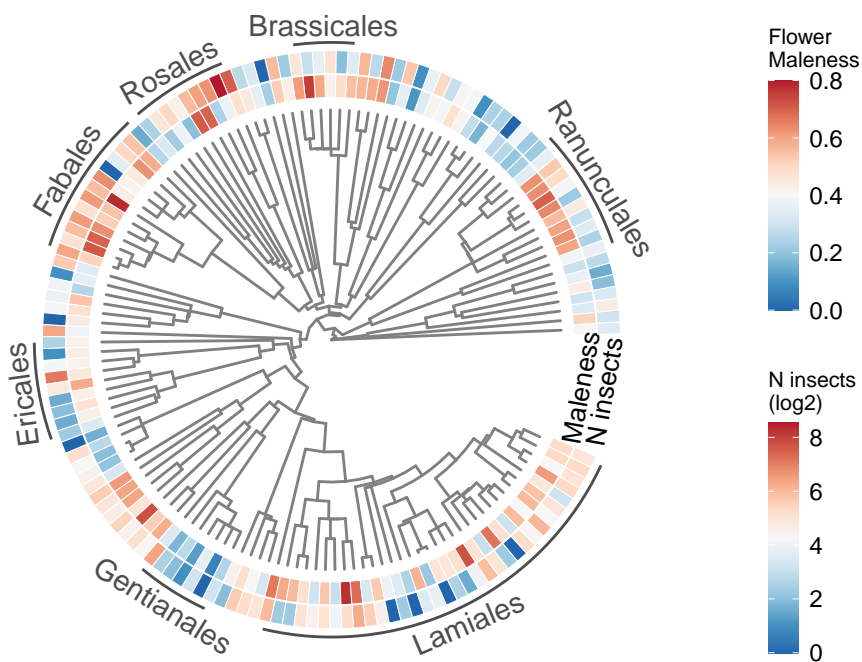 Brassicales
Rosales
Fabales
Ranunculales
Ericales
Gentianales
Lamiales
Maleness
N insects
Flower
Maleness
0.8
0.6
0.4
0.2
0.0
N insects
(log2)
8
6
4
2
0